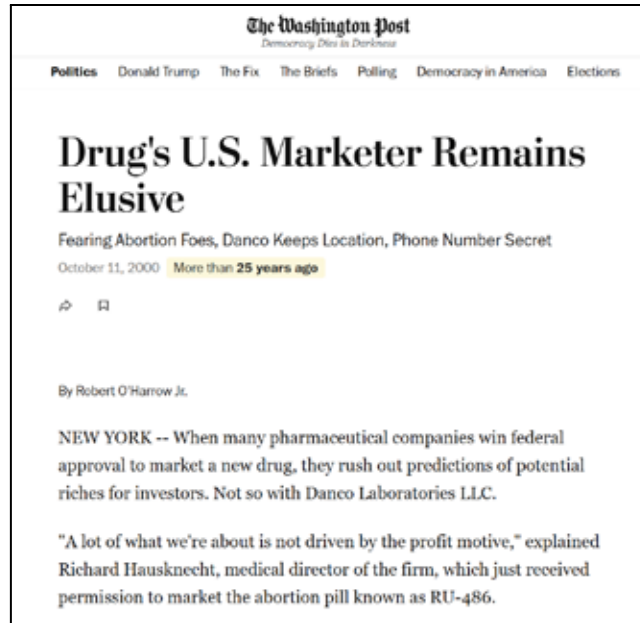 The Washington Post
Democracy Dies in Darkness
Politics Donald Trump The Fix The Briefs Polling Democracy in America Elections
Drug's U.S. Marketer Remains
Elusive
Fearing Abortion Foes, Danco Keeps Location, Phone Number Secret
October 11, 2000 More than 25 years ago
By Robert O'Harrow Jr.
NEW YORK -- When many pharmaceutical companies win federal
approval to market a new drug, they rush out predictions of potential
riches for investors. Not so with Danco Laboratories LLC.
"A lot of what we're about is not driven by the profit motive," explained
Richard Hausknecht, medical director of the firm, which just received
permission to market the abortion pill known as RU-486.